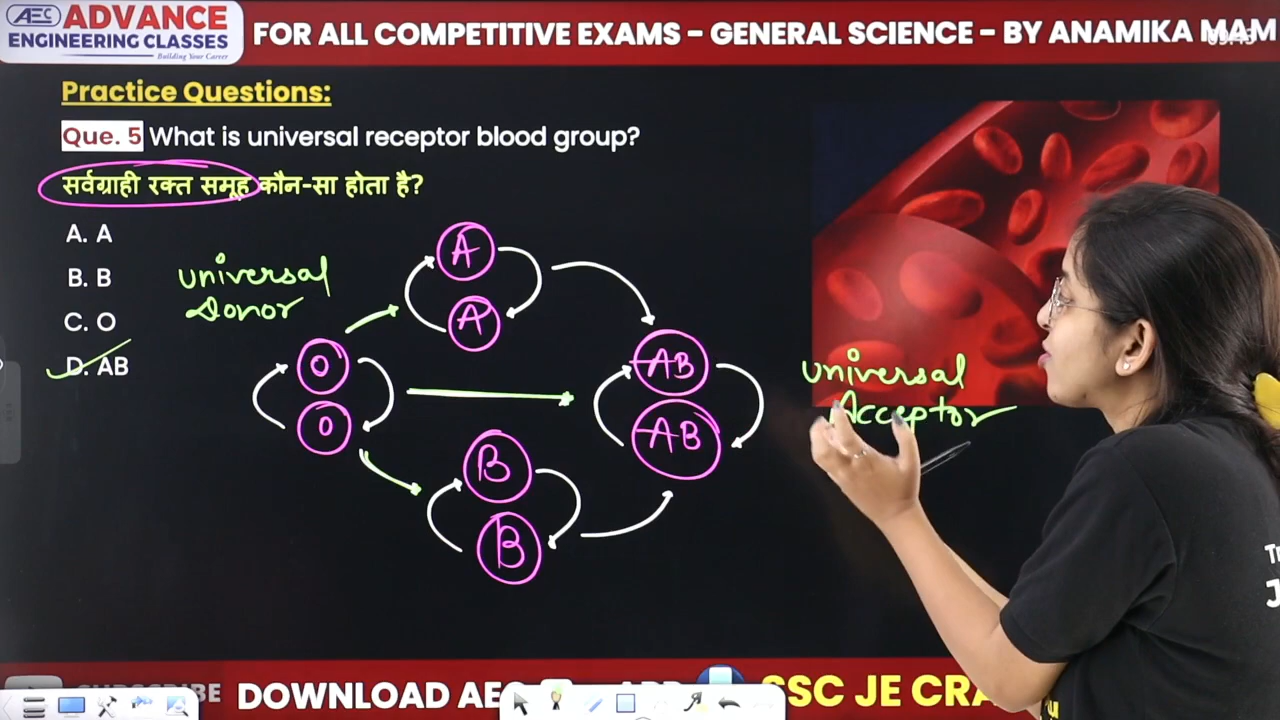 AEC ADVANCE
ENGINEERING CLASSES
Building Your Career
FOR ALL COMPETITIVE EXAMS – GENERAL SCIENCE – BY ANAMIKA MAM
Practice Questions:
Que. 5 What is universal receptor blood group?
सर्वग्राही रक्त समूह कौन-सा होता है?
A. A
B. B
C. O
D. AB
universal
Donor
A
A
O
O
AB
AB
B
B
universal
Acceptor
SUBSCRIBE
DOWNLOAD AEC APP
SSC JE CRA